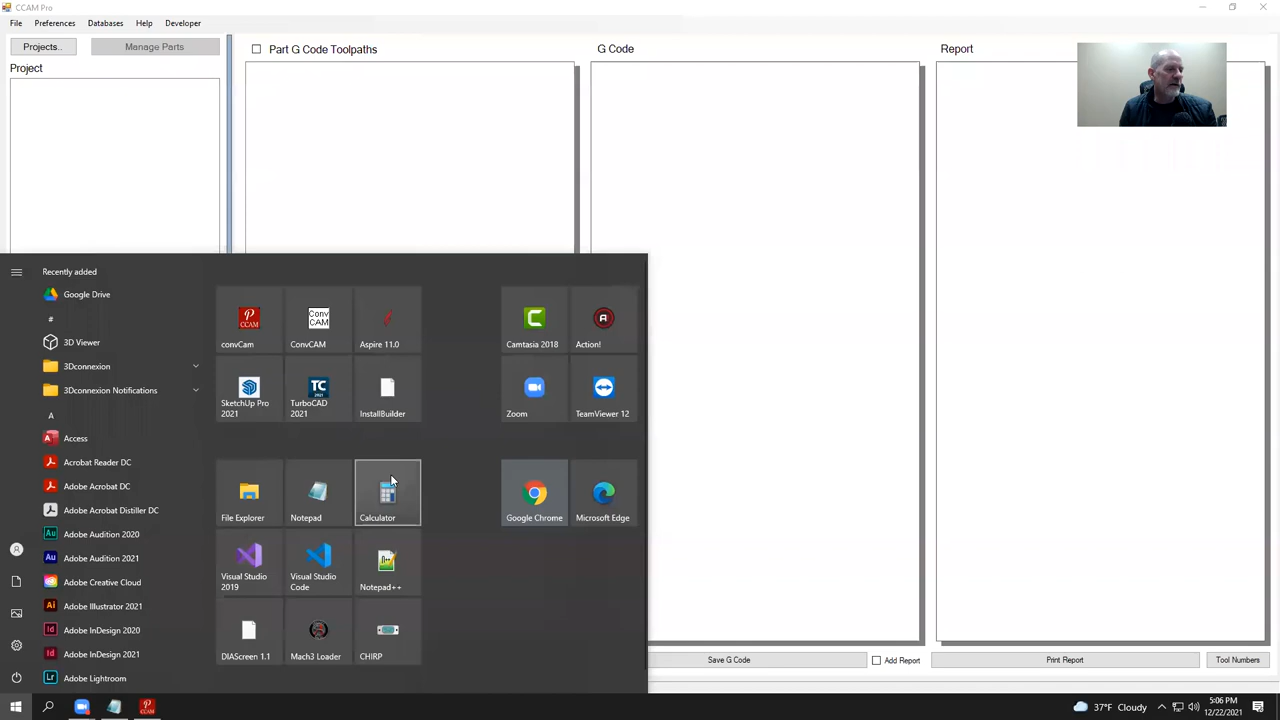 CCAM Pro
File Preferences Databases Help Developer
Projects.. Manage Parts
Part G Code Toolpaths
G Code
Report
Project
Recently added
Google Drive
#
3D Viewer
3Dconnexion
3Dconnexion Notifications
A
Access
Acrobat Reader DC
Adobe Acrobat DC
Adobe Acrobat Distiller DC
Adobe Audition 2020
Adobe Audition 2021
Adobe Creative Cloud
Adobe Illustrator 2021
Adobe InDesign 2020
Adobe InDesign 2021
Adobe Lightroom
P
CCAM
convCam
Conv
CAM
ConvCAM
Aspire 11.0
SketchUp Pro
2021
TC
2021
TurboCAD
2021
InstallBuilder
File Explorer
Notepad
Calculator
Visual Studio
2019
Visual Studio
Code
Notepad++
DIAScreen 1.1
Mach3 Loader
CHIRP
Camtasia 2018
Action!
Zoom
TeamViewer 12
Google Chrome
Microsoft Edge
Save G Code
Add Report
Print Report
Tool Numbers
37°F Cloudy
5:06 PM
12/22/2021